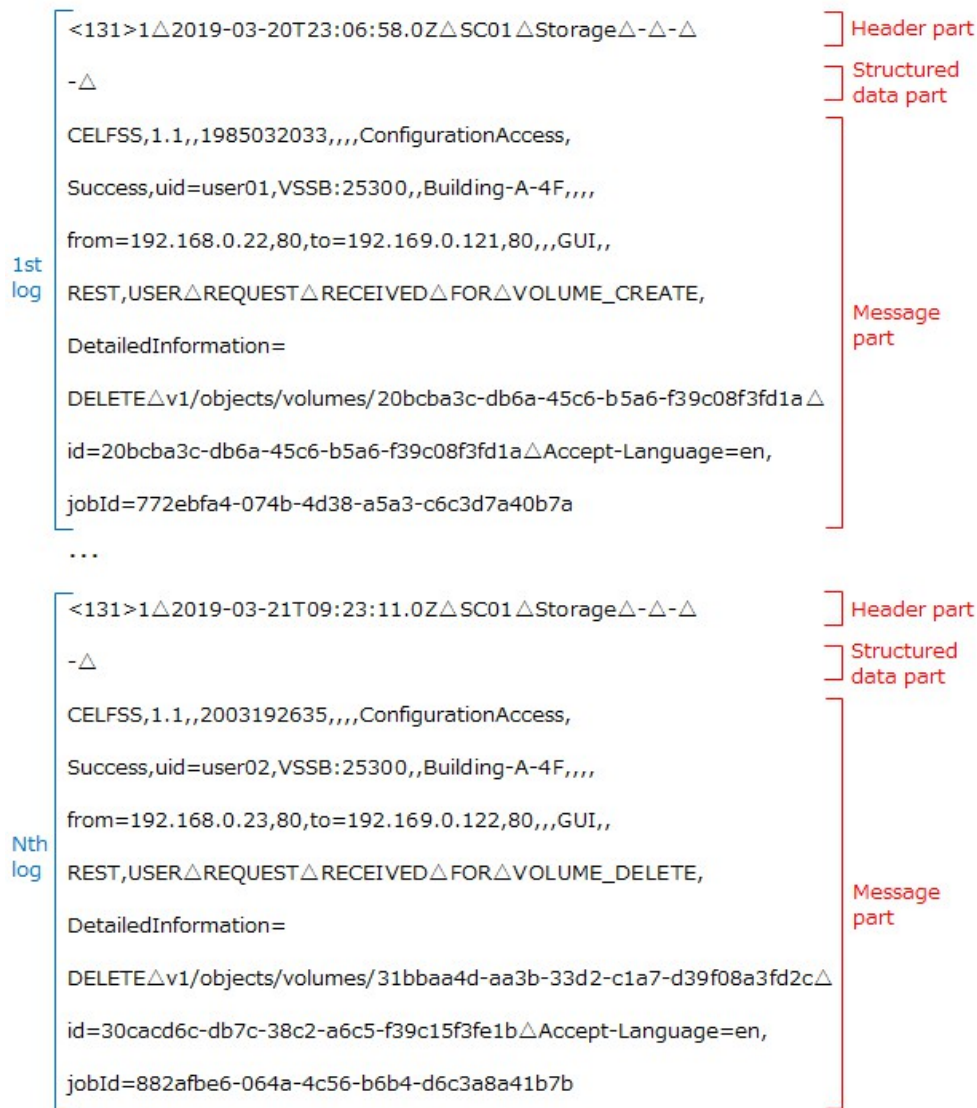 <131>1△2019-03-20T23:06:58.0Z△SC01△Storage△-△-△
Header part
-△
Structured
data part
CELFSS,1.1,,1985032033,,,,ConfigurationAccess,
Success,uid=user01,VSSB:25300,,Building-A-4F,,,,
from=192.168.0.22,80,to=192.169.0.121,80,,,GUI,,
1st
log
REST,USER△REQUEST△RECEIVED△FOR△VOLUME_CREATE,
Message
part
DetailedInformation=
DELETE△v1/objects/volumes/20bcba3c-db6a-45c6-b5a6-f39c08f3fd1a△
id=20bcba3c-db6a-45c6-b5a6-f39c08f3fd1a△Accept-Language=en,
jobId=772ebfa4-074b-4d38-a5a3-c6c3d7a40b7a
...
<131>1△2019-03-21T09:23:11.0Z△SC01△Storage△-△-△
Header part
-△
Structured
data part
CELFSS,1.1,,2003192635,,,,ConfigurationAccess,
Success,uid=user02,VSSB:25300,,Building-A-4F,,,,
from=192.168.0.23,80,to=192.169.0.122,80,,,GUI,,
Nth
log
REST,USER△REQUEST△RECEIVED△FOR△VOLUME_DELETE,
Message
part
DetailedInformation=
DELETE△v1/objects/volumes/31bbaa4d-aa3b-33d2-c1a7-d39f08a3fd2c△
id=30cacd6c-db7c-38c2-a6c5-f39c15f3fe1b△Accept-Language=en,
jobId=882afbe6-064a-4c56-b6b4-d6c3a8a41b7b